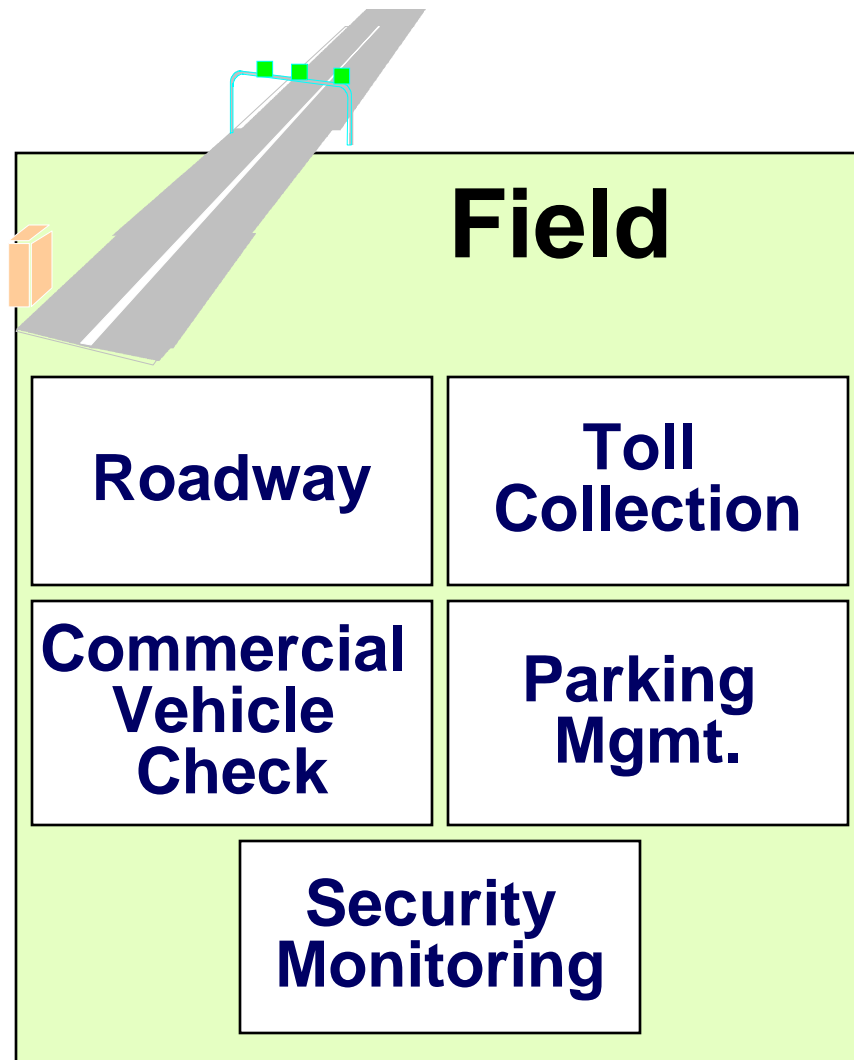 Field
Roadway
Toll
Collection
Commercial
Vehicle
Check
Parking
Mgmt.
Security
Monitoring